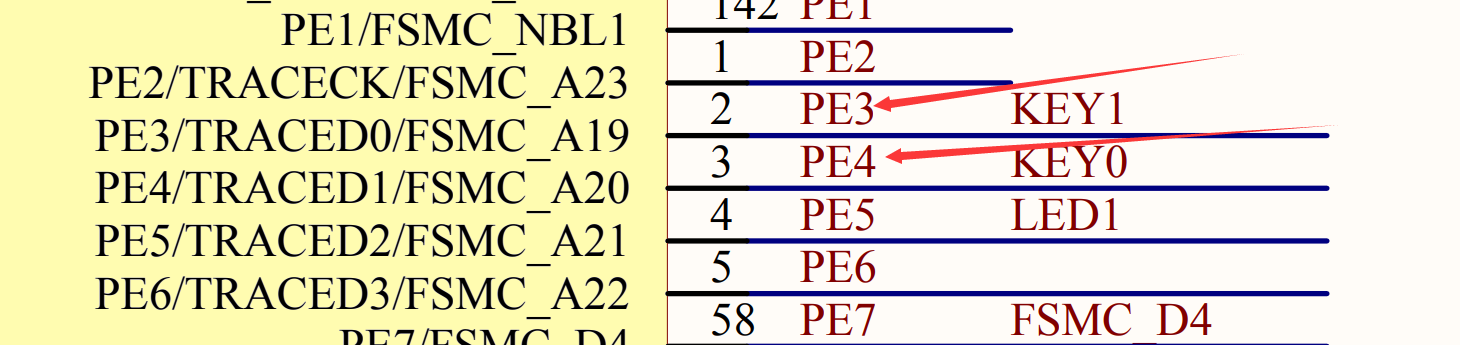 142 PE1
PE1/FSMC_NBL1
1 PE2
PE2/TRACECK/FSMC_A23
2 PE3 KEY1
PE3/TRACED0/FSMC_A19
3 PE4 KEY0
PE4/TRACED1/FSMC_A20
4 PE5 LED1
PE5/TRACED2/FSMC_A21
5 PE6
PE6/TRACED3/FSMC_A22
58 PE7 FSMC_D4
PE7/FSMC_D4